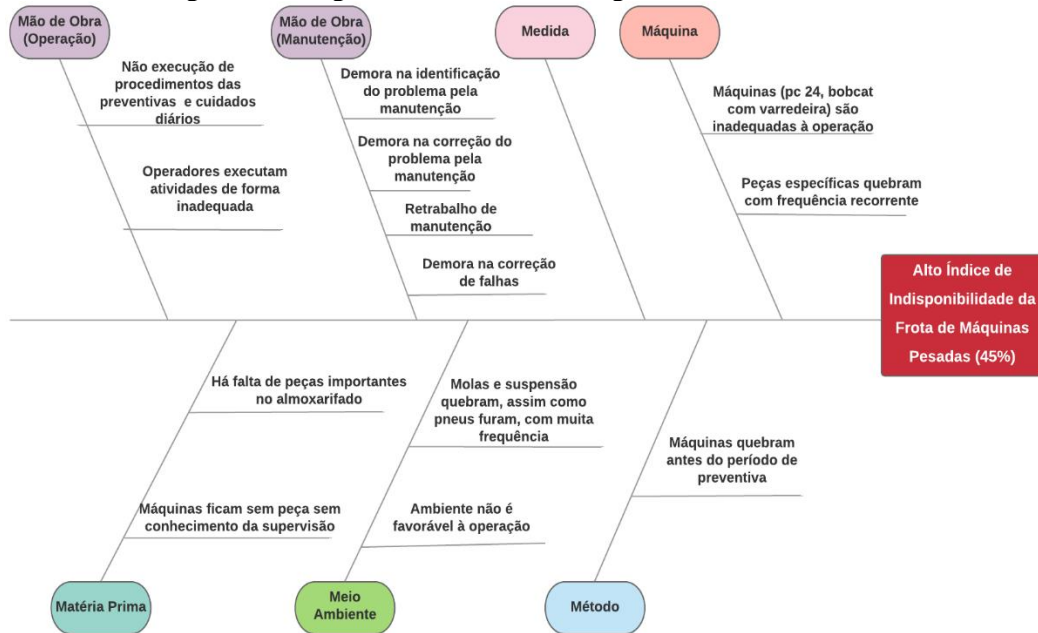 Mão de Obra
(Operação)
Mão de Obra
(Manutenção)
Medida
Máquina
Não execução de
procedimentos das
preventivas e cuidados
diários
Operadores executam
atividades de forma
inadequada
Demora na identificação
do problema pela
manutenção
Demora na correção do
problema pela
manutenção
Retrabalho de
manutenção
Demora na correção
de falhas
Máquinas (pc 24, bobcat
com varredeira) são
inadequadas à operação
Peças específicas quebram
com frequência recorrente
Alto Índice de
Indisponibilidade da
Frota de Máquinas
Pesadas (45%)
Há falta de peças importantes
no almoxarifado
Máquinas ficam sem peça sem
conhecimento da supervisão
Molas e suspensão
quebram, assim como
pneus furam, com muita
frequência
Ambiente não é
favorável à operação
Máquinas quebram
antes do período de
preventiva
Matéria Prima
Meio
Ambiente
Método